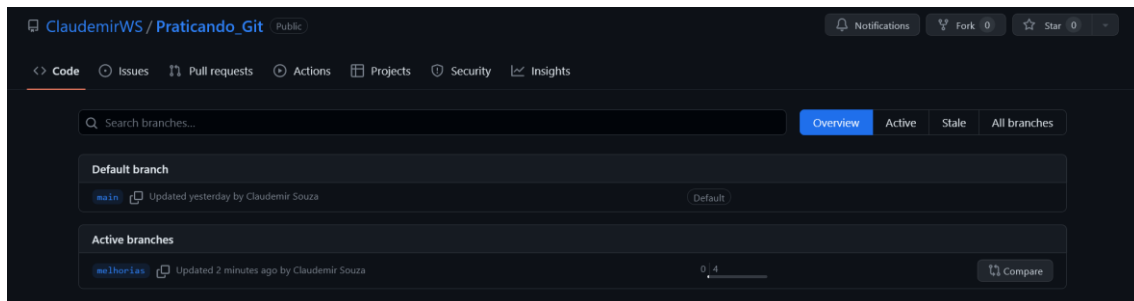 ClaudemirWS / Praticando_Git Public Notifications Fork 0 Star 0
<> Code Issues Pull requests Actions Projects Security Insights
Search branches... Overview Active Stale All branches
Default branch
main Updated yesterday by Claudemir Souza Default
Active branches
melhorias Updated 2 minutes ago by Claudemir Souza 0 | 4 Compare